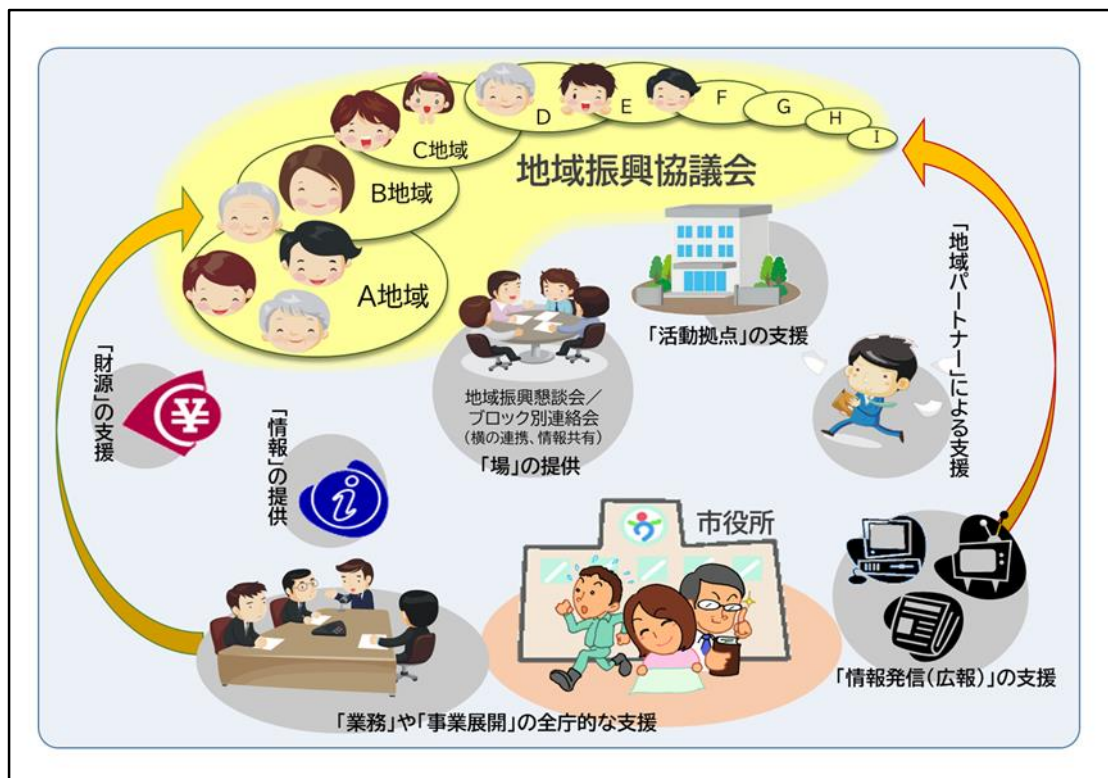 D
E
F
G
H
I
C地域
B地域
A地域
地域振興協議会
「財源」の支援
「情報」の提供
地域振興懇談会／
ブロック別連絡会
(横の連携、情報共有)
「場」の提供
「活動拠点」の支援
「地域パートナー」による支援
市役所
「情報発信(広報)」の支援
「業務」や「事業展開」の全庁的な支援